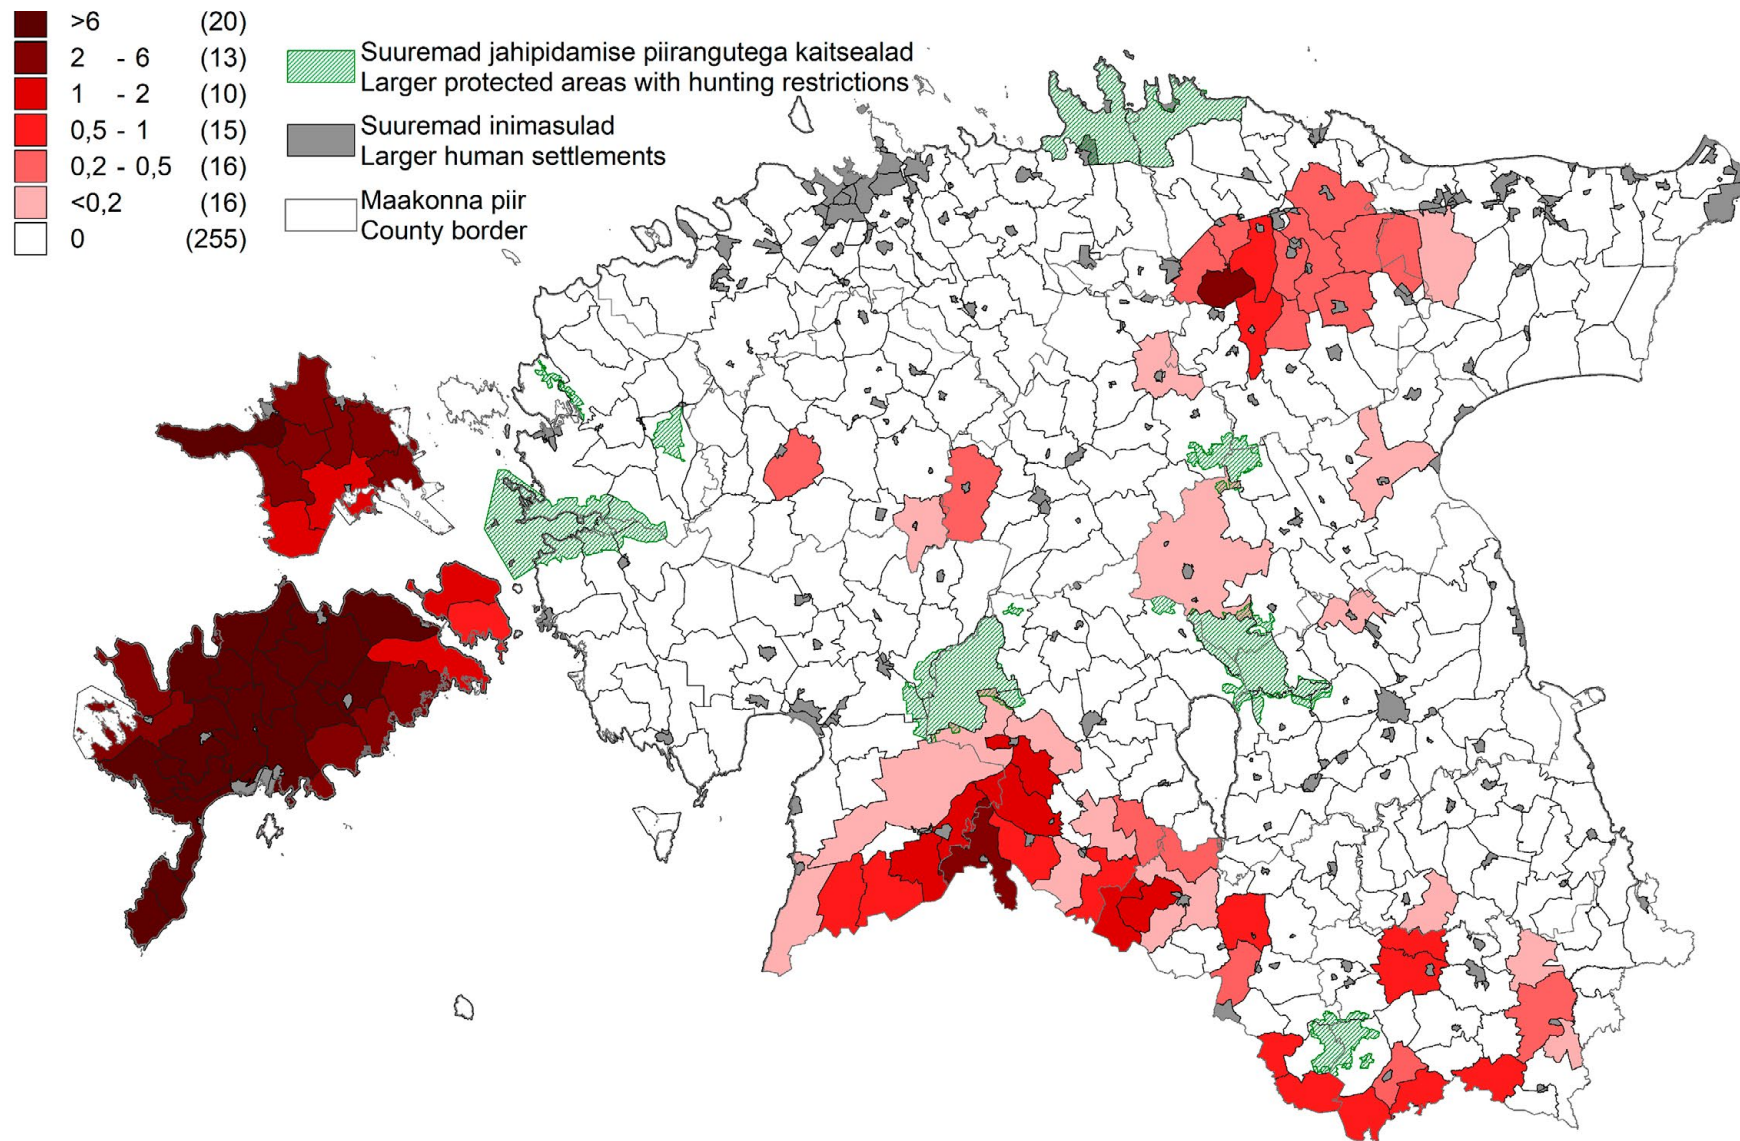 >6 (20)
2 - 6 (13)
1 - 2 (10)
0,5 - 1 (15)
0,2 - 0,5 (16)
<0,2 (16)
0 (255)
Suuremad jahipidamise piirangutega kaitsealad
Larger protected areas with hunting restrictions
Suuremad inimasulad
Larger human settlements
Maakonna piir
County border